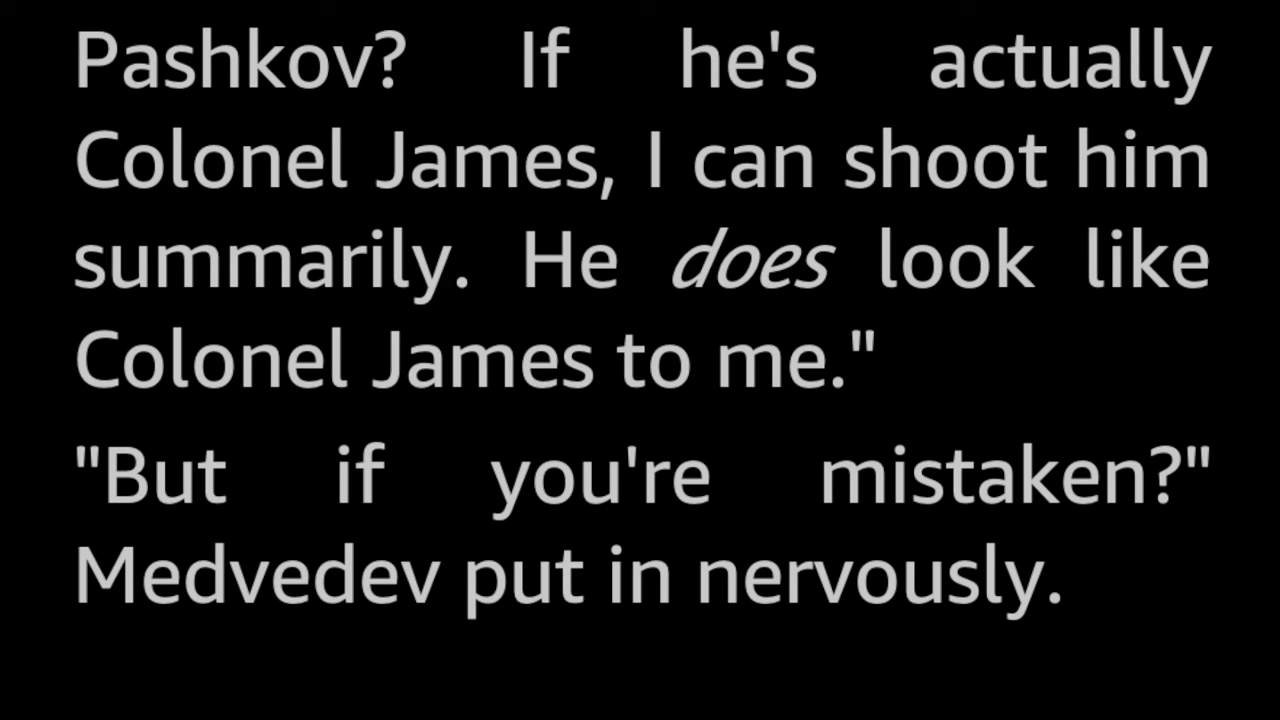 Pashkov? If he's actually
Colonel James, I can shoot him
summarily. He does look like
Colonel James to me."
"But if you're mistaken?"
Medvedev put in nervously.